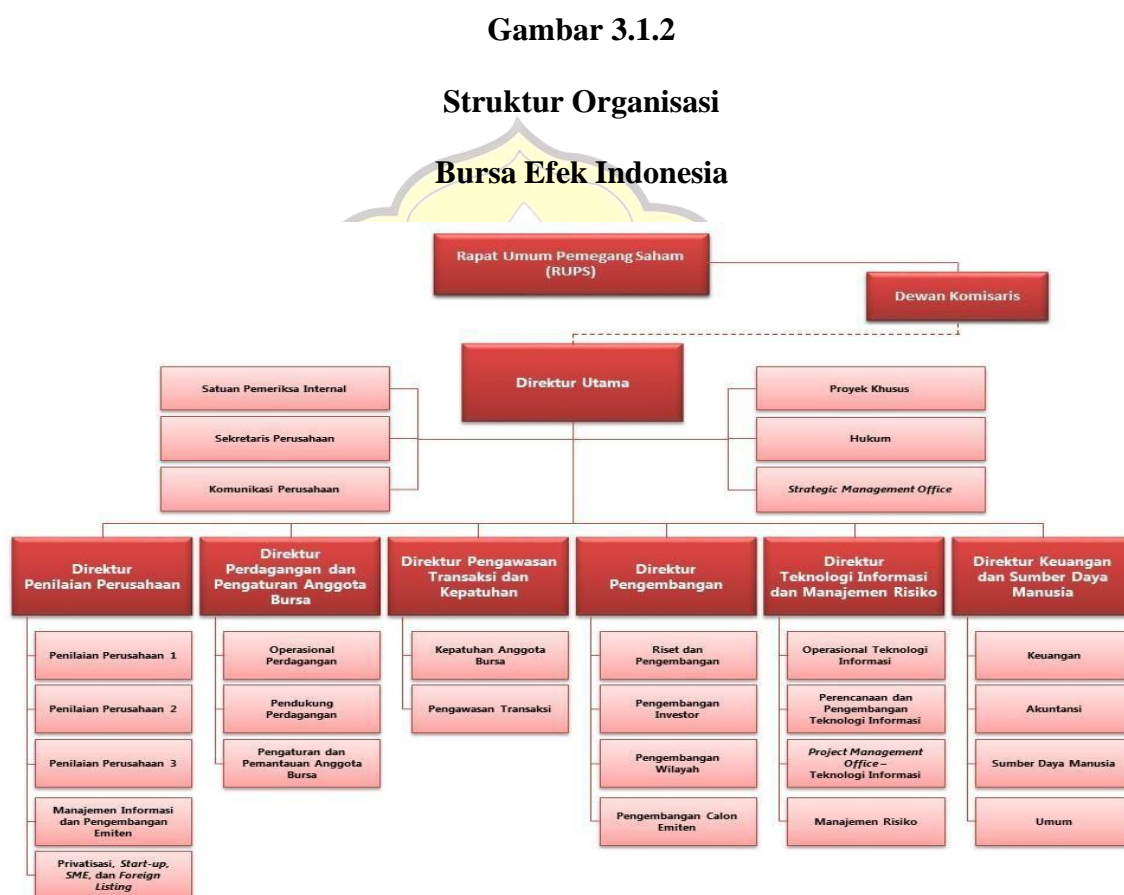 Gambar 3.1.2
Struktur Organisasi
Bursa Efek Indonesia
Rapat Umum Pemegang Saham
(RUPS)
Dewan Komisaris
Direktur Utama
Satuan Pemeriksa Internal
Sekretaris Perusahaan
Komunikasi Perusahaan
Proyek Khusus
Hukum
Strategic Management Office
Direktur
Penilaian Perusahaan
Penilaian Perusahaan 1
Penilaian Perusahaan 2
Penilaian Perusahaan 3
Manajemen Informasi
dan Pengembangan
Emiten
Privatisasi, Start-up,
SME, dan Foreign
Listing
Direktur
Perdagangan dan
Pengaturan Anggota
Bursa
Operasional
Perdagangan
Pendukung
Perdagangan
Pengaturan dan
Pemantauan Anggota
Bursa
Direktur Pengawasan
Transaksi dan
Kepatuhan
Kepatuhan Anggota
Bursa
Pengawasan Transaksi
Direktur
Pengembangan
Riset dan
Pengembangan
Pengembangan
Investor
Pengembangan
Wilayah
Pengembangan Calon
Emiten
Direktur
Teknologi Informasi
dan Manajemen Risiko
Operasional Teknologi
Informasi
Perencanaan dan
Pengembangan
Teknologi Informasi
Project Management
Office –
Teknologi Informasi
Manajemen Risiko
Direktur Keuangan
dan Sumber Daya
Manusia
Keuangan
Akuntansi
Sumber Daya Manusia
Umum